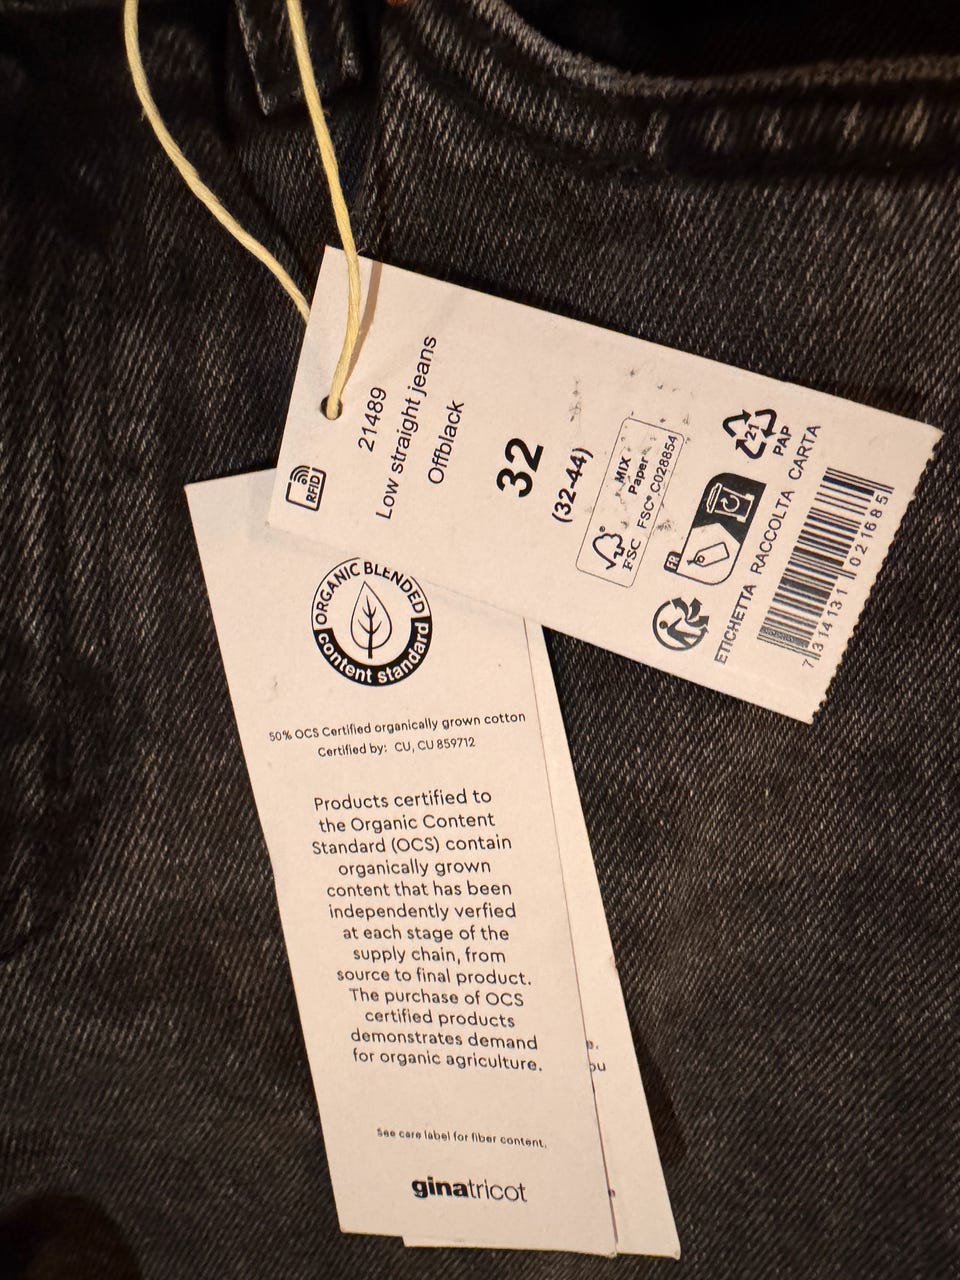 21489
Low straight jeans
Offblack
32
(32-44)
RFID
MIX
Paper
FSC® C028854
FSC
FR
21
PAP
ETICHETTA RACCOLTA CARTA
7 314131 021685
ORGANIC BLENDED
content standard
50% OCS Certified organically grown cotton
Certified by: CU, CU 859712
Products certified to
the Organic Content
Standard (OCS) contain
organically grown
content that has been
independently verfied
at each stage of the
supply chain, from
source to final product.
The purchase of OCS
certified products
demonstrates demand
for organic agriculture.
See care label for fiber content.
ginatricot